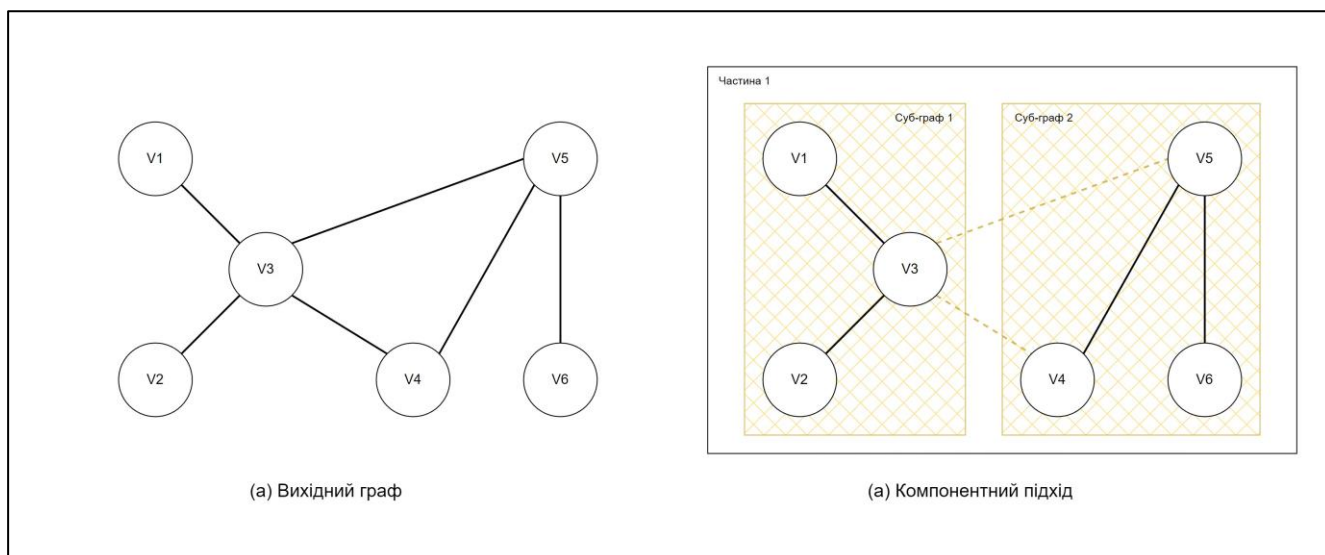 Частина 1
Суб-граф 1
Суб-граф 2
V1
V5
V1
V5
V3
V3
V2
V4
V6
V2
V4
V6
(а) Вихідний граф
(а) Компонентний підхід